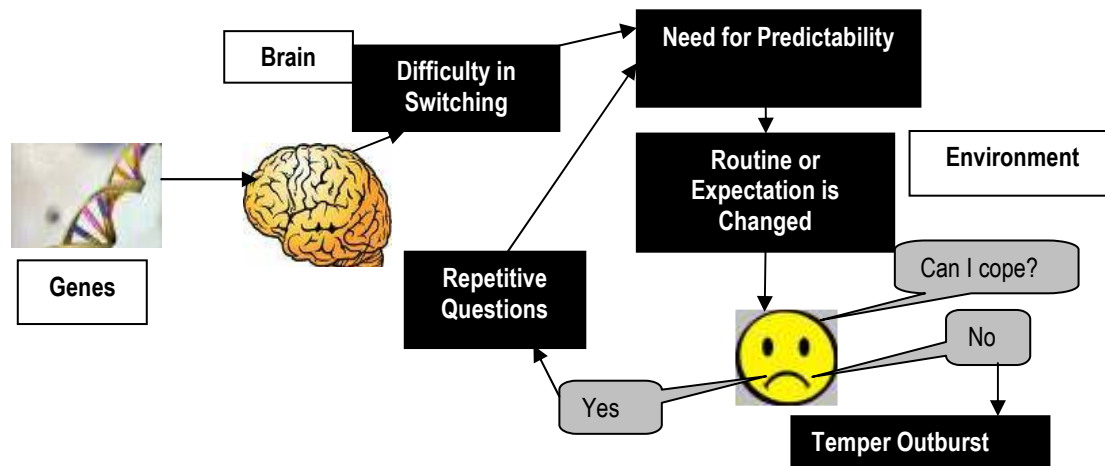 Brain
Difficulty in
Switching
Need for Predictability
Genes
Routine or
Expectation is
Changed
Environment
Repetitive
Questions
Can I cope?
No
Yes
Temper Outburst